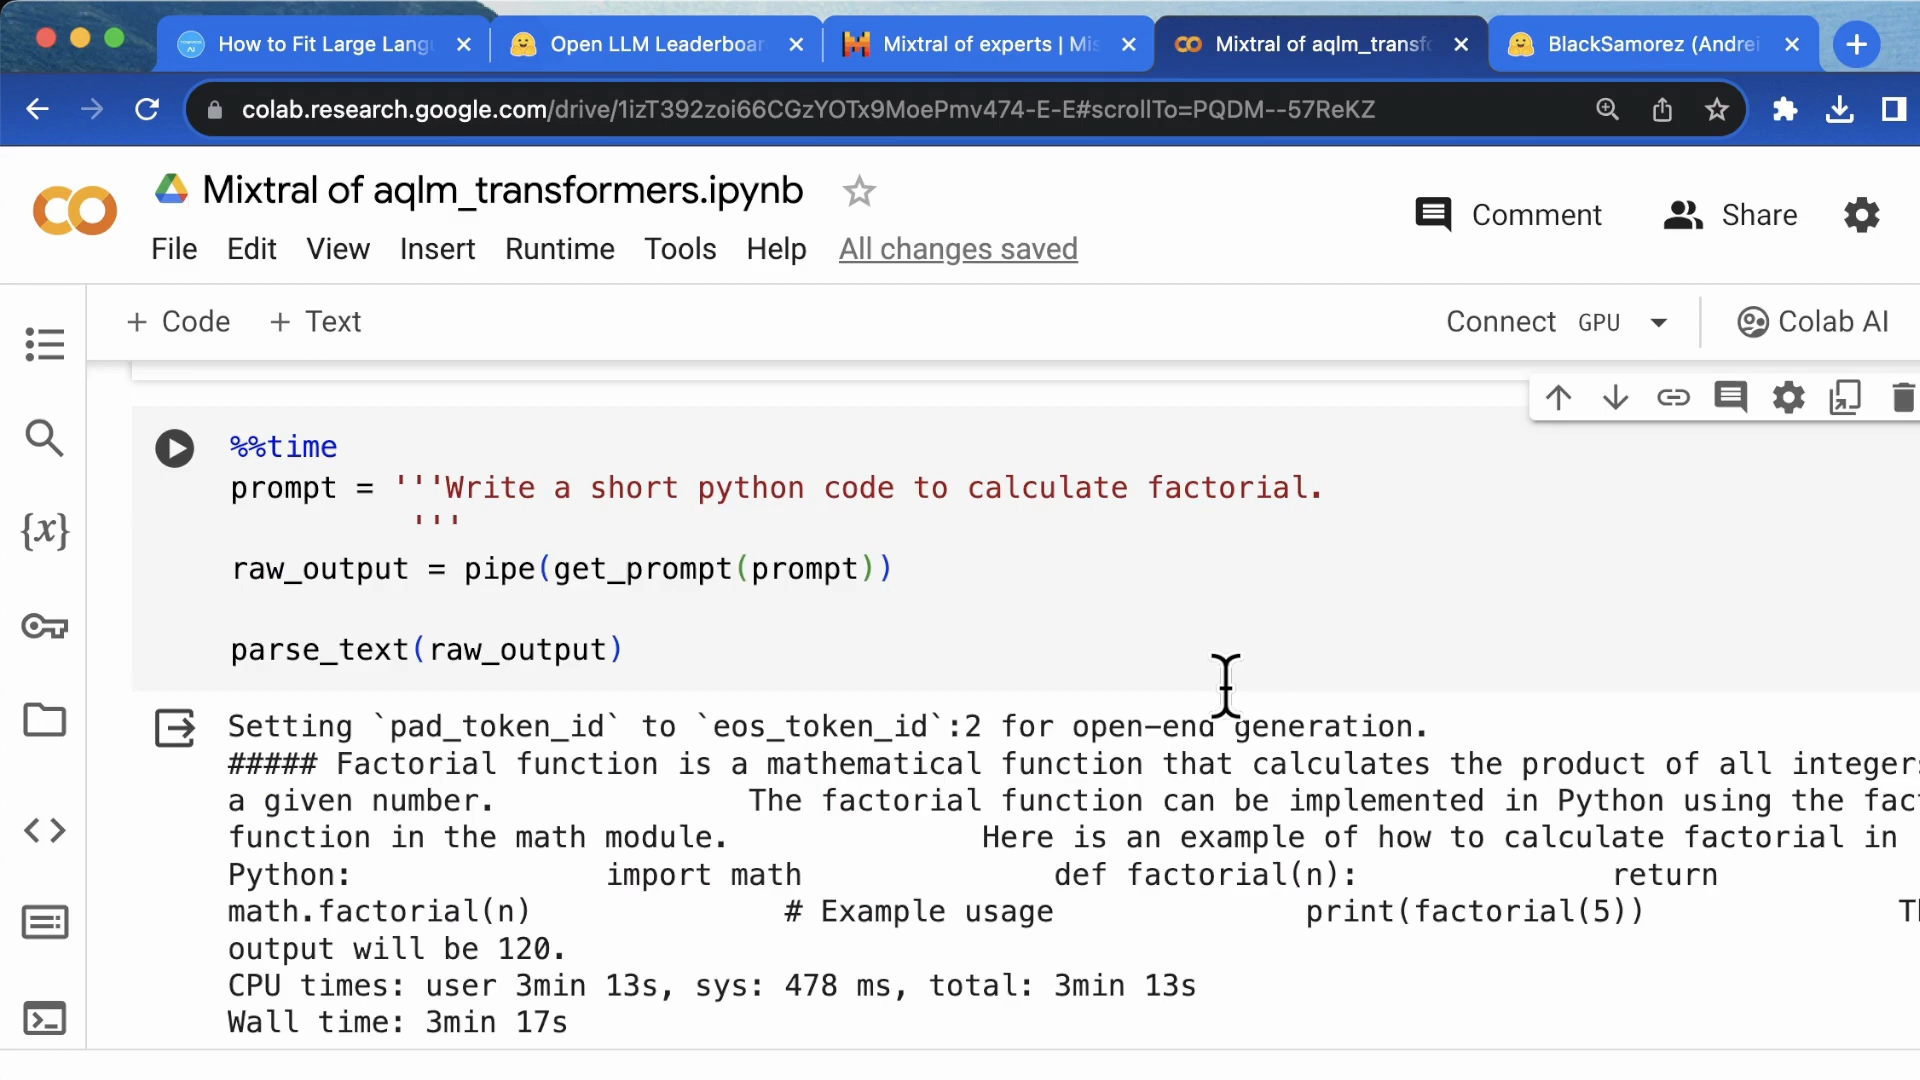 How to Fit Large Lang
Open LLM Leaderboar
Mixtral of experts | Mis
Mixtral of aqlm_transf
BlackSamorez (Andrei
colab.research.google.com/drive/1izT392zoi66CGzYOTx9MoePmv474-E-E#scrollTo=PQDM--57ReKZ
Mixtral of aqlm_transformers.ipynb
Comment
Share
File Edit View Insert Runtime Tools Help All changes saved
+ Code + Text
Connect GPU
Colab AI
{x}
%%time
prompt = '''Write a short python code to calculate factorial.
'''
raw_output = pipe(get_prompt(prompt))
parse_text(raw_output)
Setting `pad_token_id` to `eos_token_id`:2 for open-end generation.
##### Factorial function is a mathematical function that calculates the product of all integers
a given number. The factorial function can be implemented in Python using the fac
function in the math module. Here is an example of how to calculate factorial in
Python: import math def factorial(n): return
math.factorial(n) # Example usage print(factorial(5)) Th
output will be 120.
CPU times: user 3min 13s, sys: 478 ms, total: 3min 13s
Wall time: 3min 17s